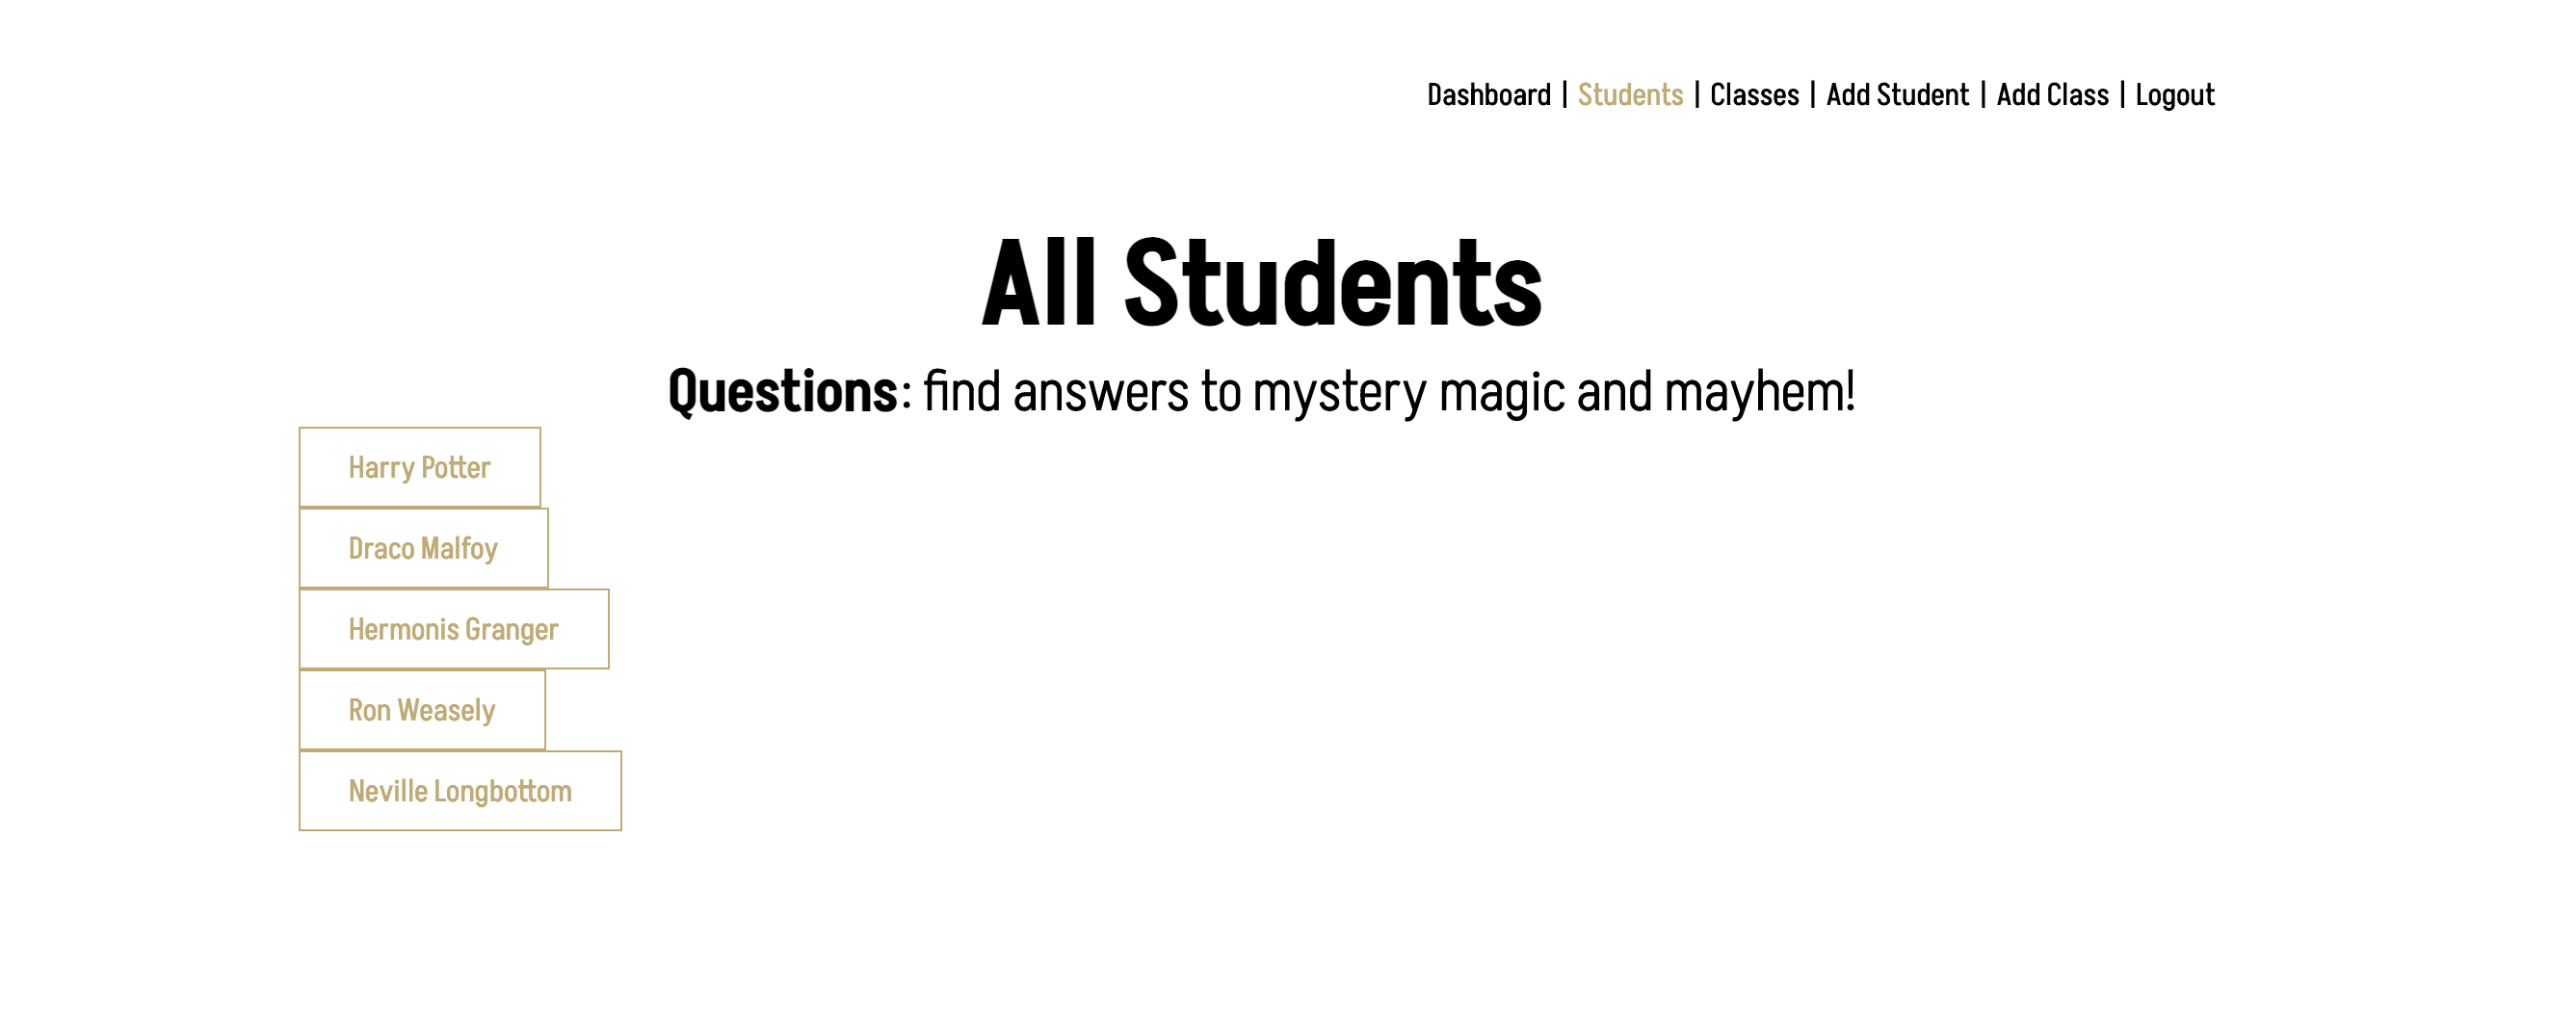 Dashboard | Students | Classes | Add Student | Add Class | Logout
All Students
Questions: find answers to mystery magic and mayhem!
Harry Potter
Draco Malfoy
Hermonis Granger
Ron Weasely
Neville Longbottom